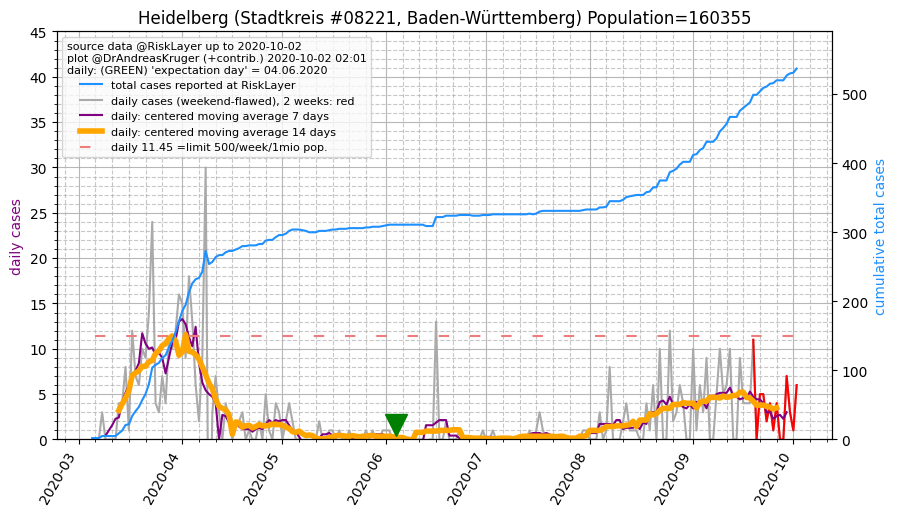 Heidelberg (Stadtkreis #08221, Baden-Württemberg) Population=160355
source data @RiskLayer up to 2020-10-02
plot @DrAndreasKruger (+contrib.) 2020-10-02 02:01
daily: (GREEN) 'expectation day' = 04.06.2020
total cases reported at RiskLayer
daily cases (weekend-flawed), 2 weeks: red
daily: centered moving average 7 days
daily: centered moving average 14 days
daily 11.45 =limit 500/week/1mio pop.
daily cases
45
40
35
30
25
20
15
10
5
0
cumulative total cases
500
400
300
200
100
0
2020-03
2020-04
2020-05
2020-06
2020-07
2020-08
2020-09
2020-10